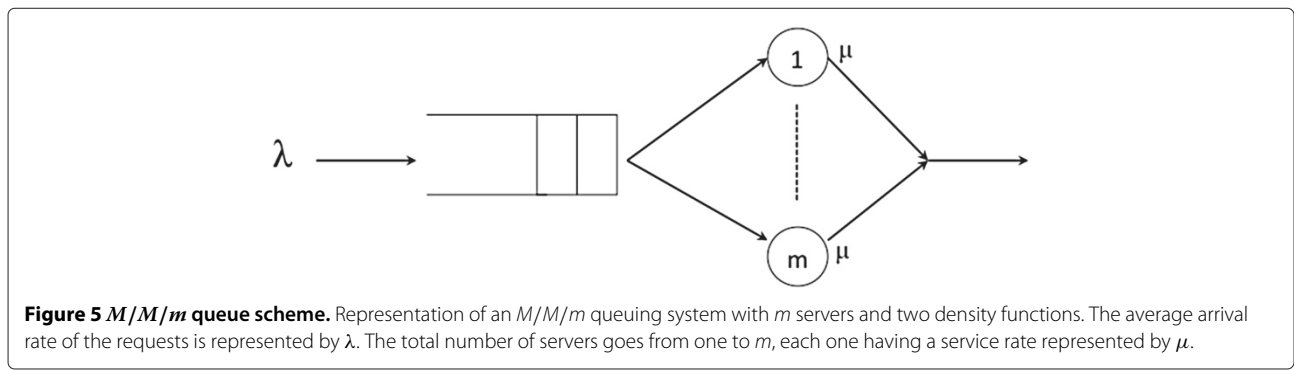 1 μ
λ
m μ
Figure 5 M/M/m queue scheme. Representation of an M/M/m queuing system with m servers and two density functions. The average arrival
rate of the requests is represented by λ. The total number of servers goes from one to m, each one having a service rate represented by μ.